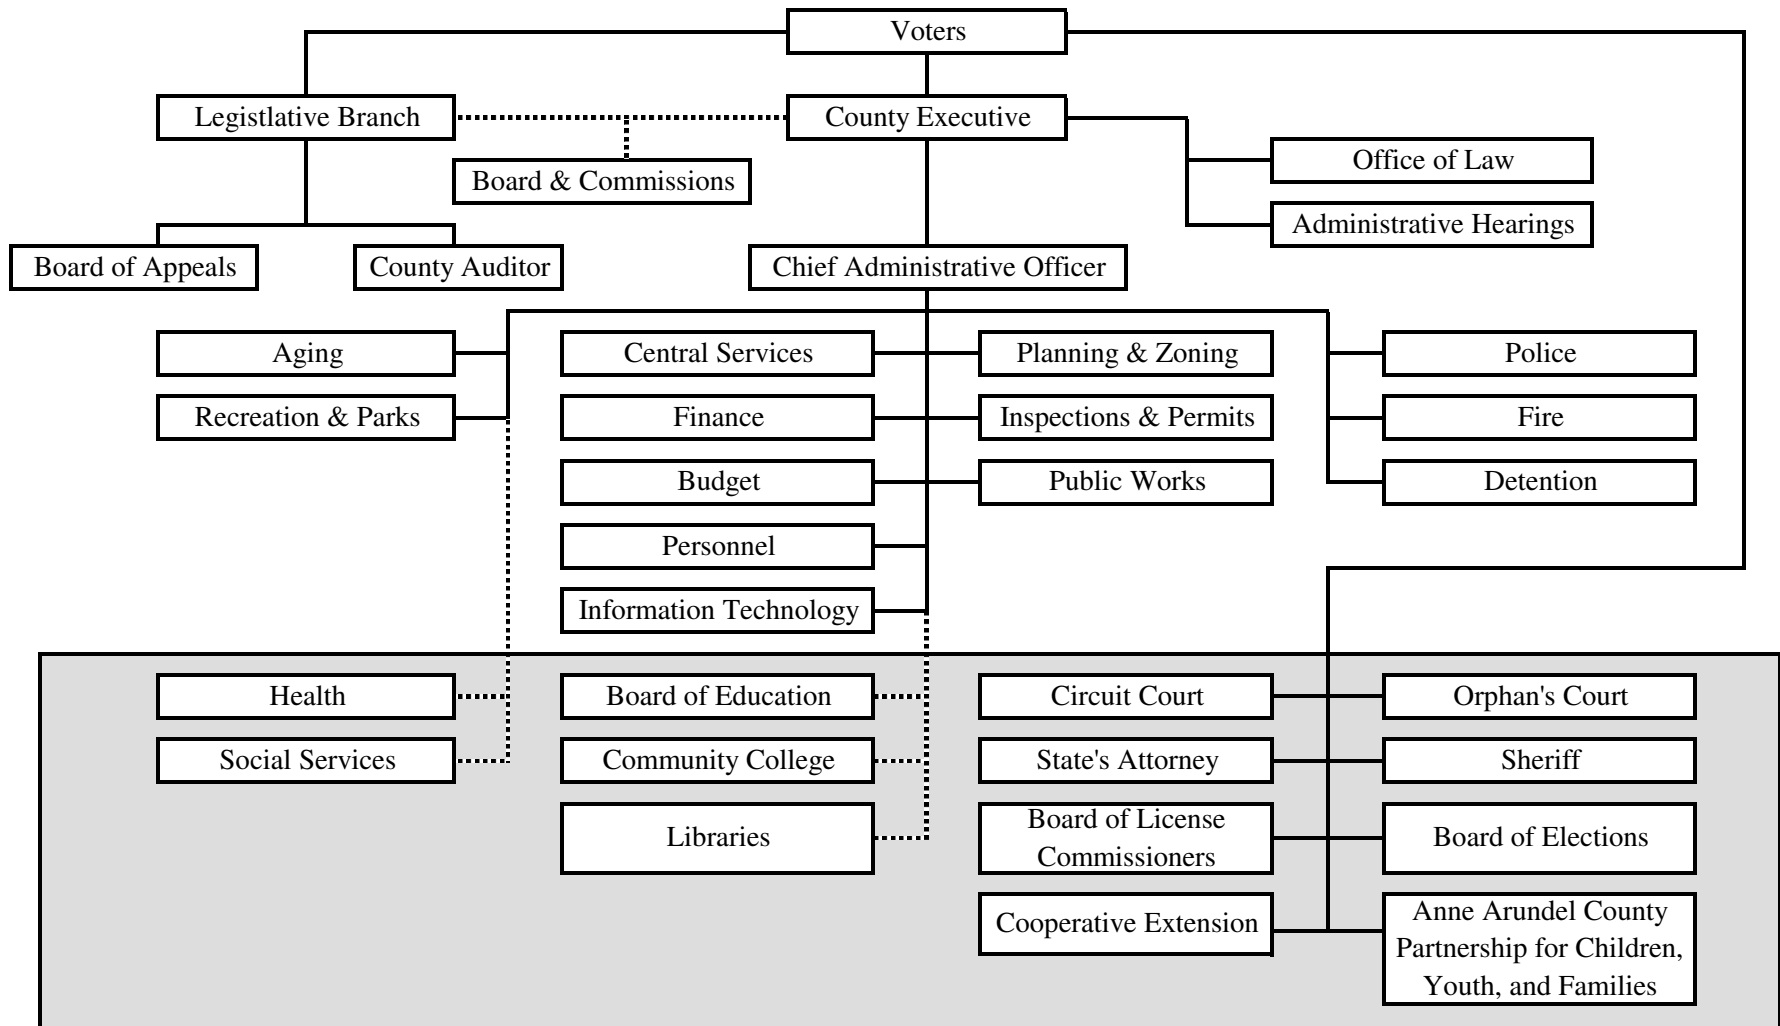 Voters
Legistlative Branch
County Executive
Board & Commissions
Office of Law
Administrative Hearings
Board of Appeals
County Auditor
Chief Administrative Officer
Aging
Central Services
Planning & Zoning
Police
Recreation & Parks
Finance
Inspections & Permits
Fire
Budget
Public Works
Detention
Personnel
Information Technology
Health
Board of Education
Circuit Court
Orphan's Court
Social Services
Community College
State's Attorney
Sheriff
Libraries
Board of License
Commissioners
Board of Elections
Cooperative Extension
Anne Arundel County
Partnership for Children,
Youth, and Families